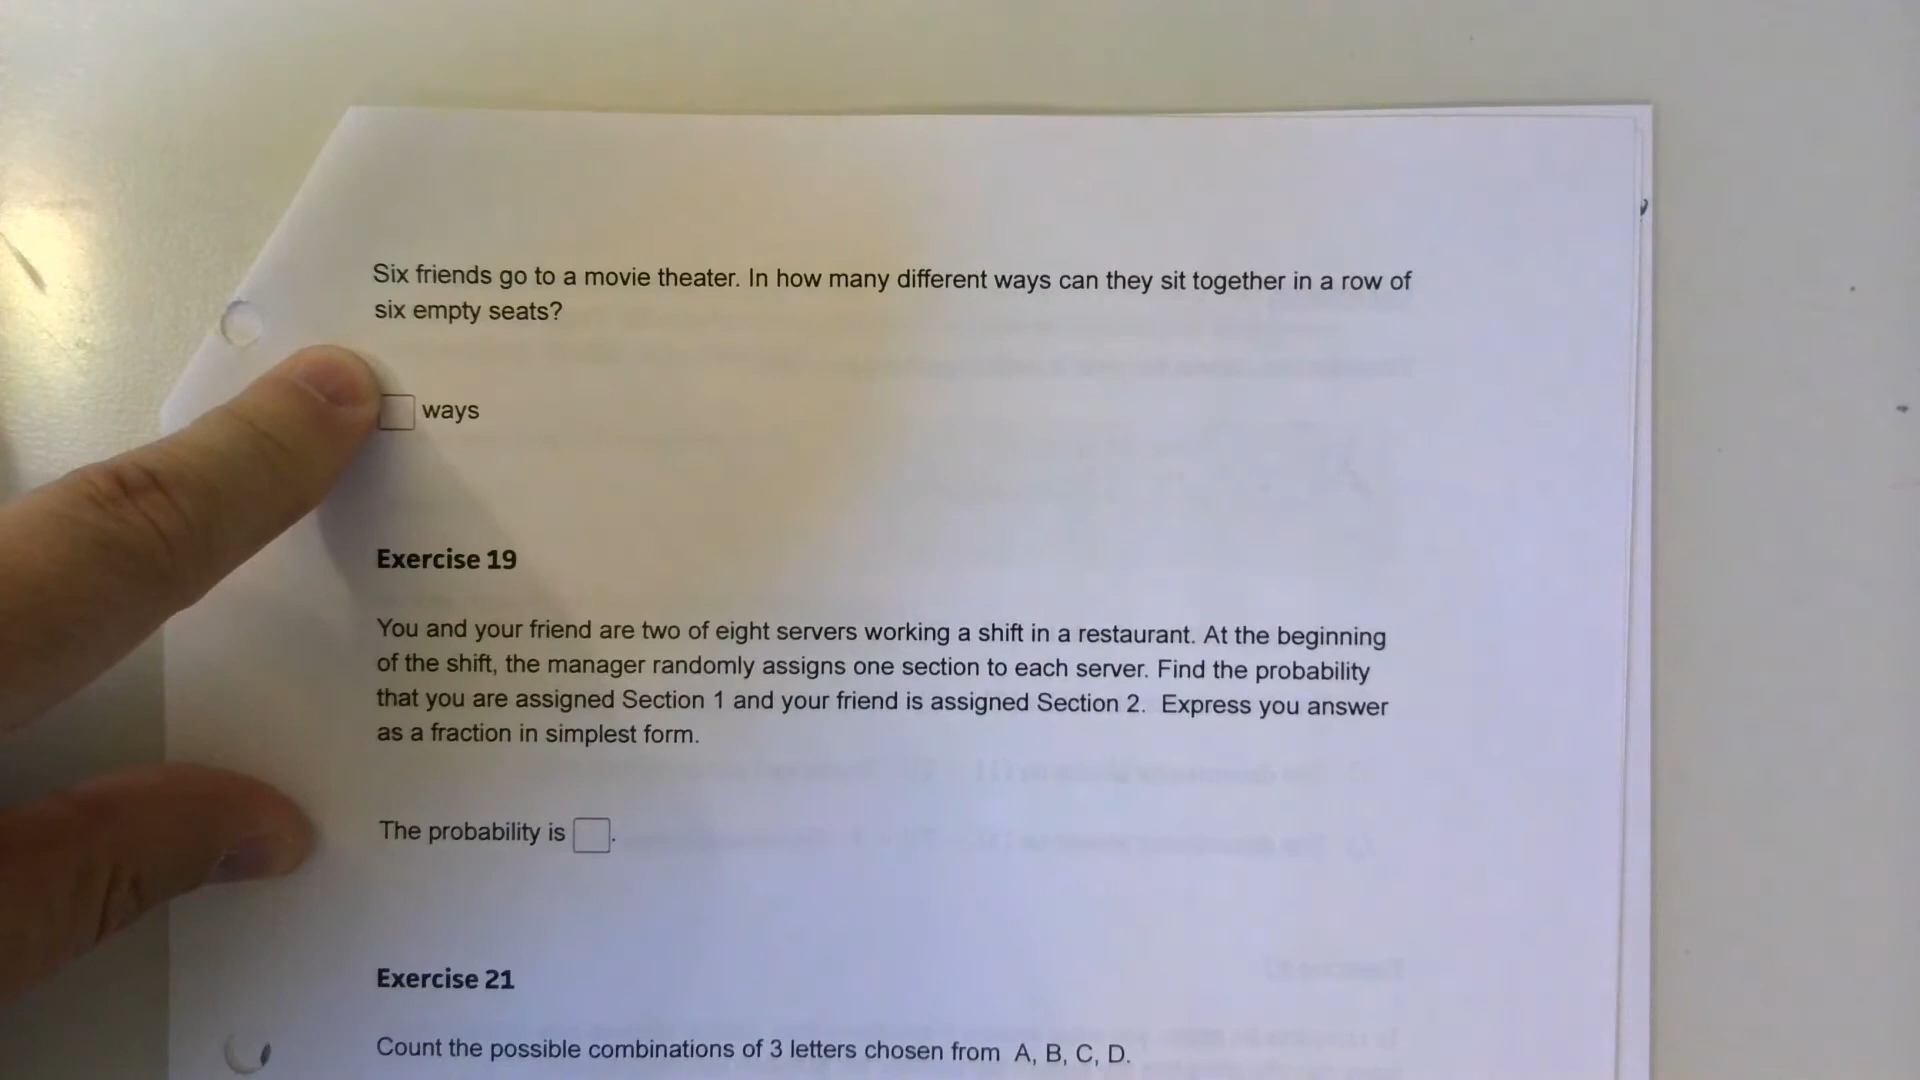 Six friends go to a movie theater. In how many different ways can they sit together in a row of
six empty seats?
ways
Exercise 19
You and your friend are two of eight servers working a shift in a restaurant. At the beginning
of the shift, the manager randomly assigns one section to each server. Find the probability
that you are assigned Section 1 and your friend is assigned Section 2. Express you answer
as a fraction in simplest form.
The probability is .
Exercise 21
Count the possible combinations of 3 letters chosen from A, B, C, D.